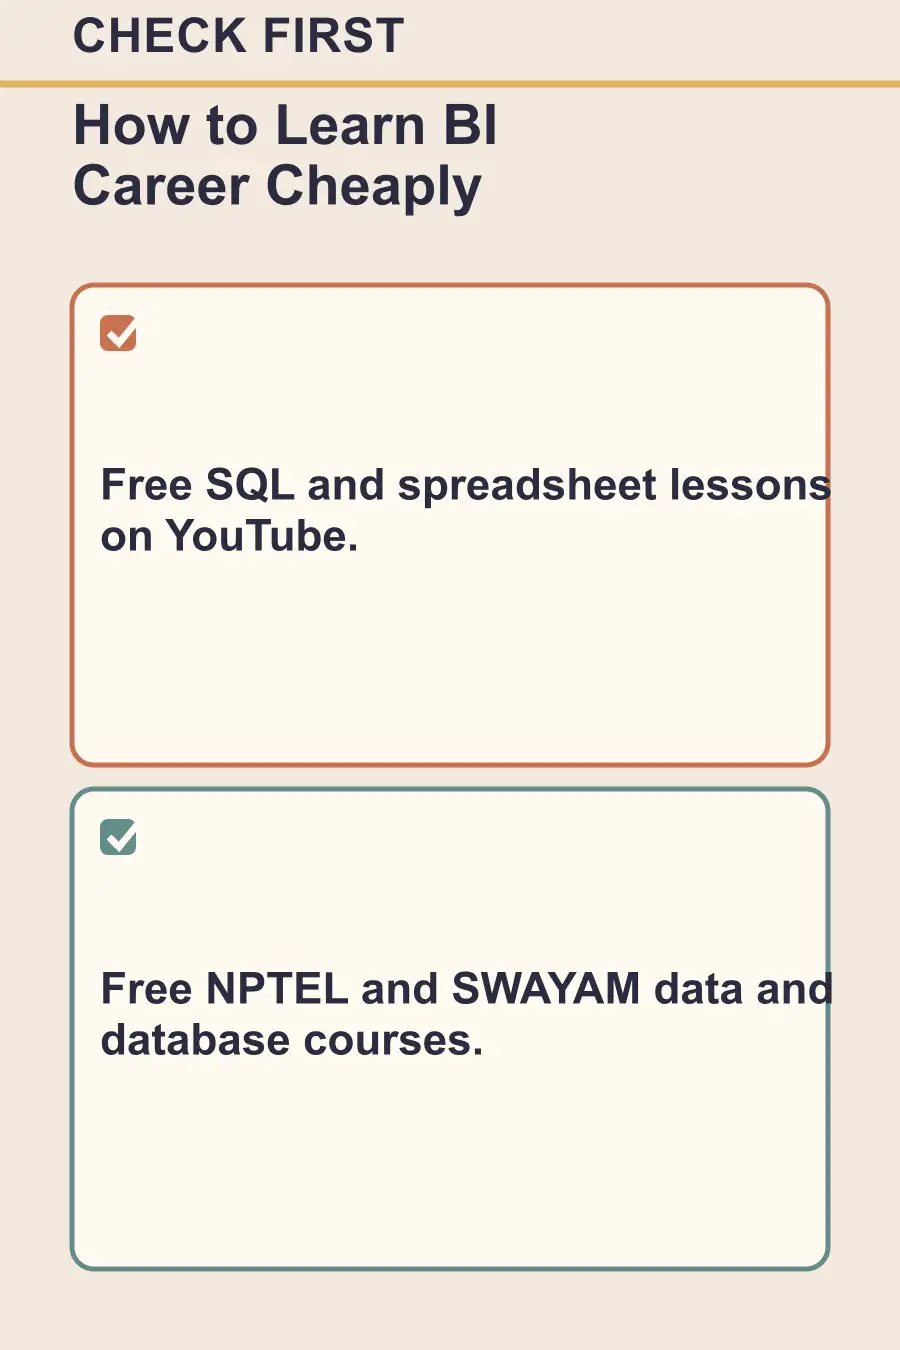 CHECK FIRST
How to Learn BI
Career Cheaply
Free SQL and spreadsheet lessons
on YouTube.
Free NPTEL and SWAYAM data and
database courses.